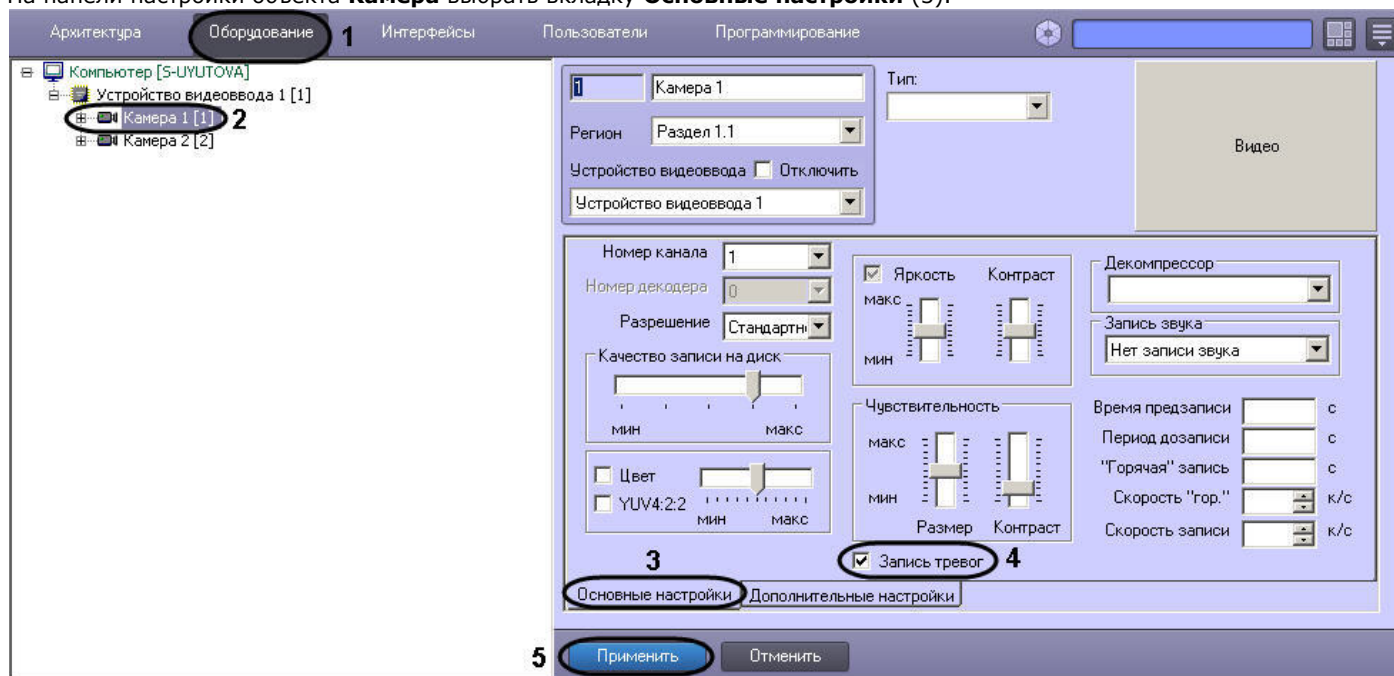 На панели настройки объекта Камера выбрать вкладку Основные настройки (3).
Архитектура Оборудование 1 Интерфейсы Пользователи Программирование
Компьютер [S-UYUTOVA]
Устройство видеоввода 1 [1]
Камера 1 [1] 2
Камера 2 [2]
1 Камера 1
Регион Раздел 1.1
Устройство видеоввода Отключить
Устройство видеоввода 1
Тип:
Видео
Номер канала 1
Номер декодера 0
Разрешение Стандартн
Качество записи на диск
мин макс
Цвет
YUV4:2:2
мин макс
Яркость Контраст
макс
мин
Чувствительность
макс
мин
Размер Контраст
Запись тревог 4
Декомпрессор
Запись звука
Нет записи звука
Время предзаписи с
Период дозаписи с
"Горячая" запись с
Скорость "гор." к/с
Скорость записи к/с
3
Основные настройки Дополнительные настройки
5 Применить Отменить